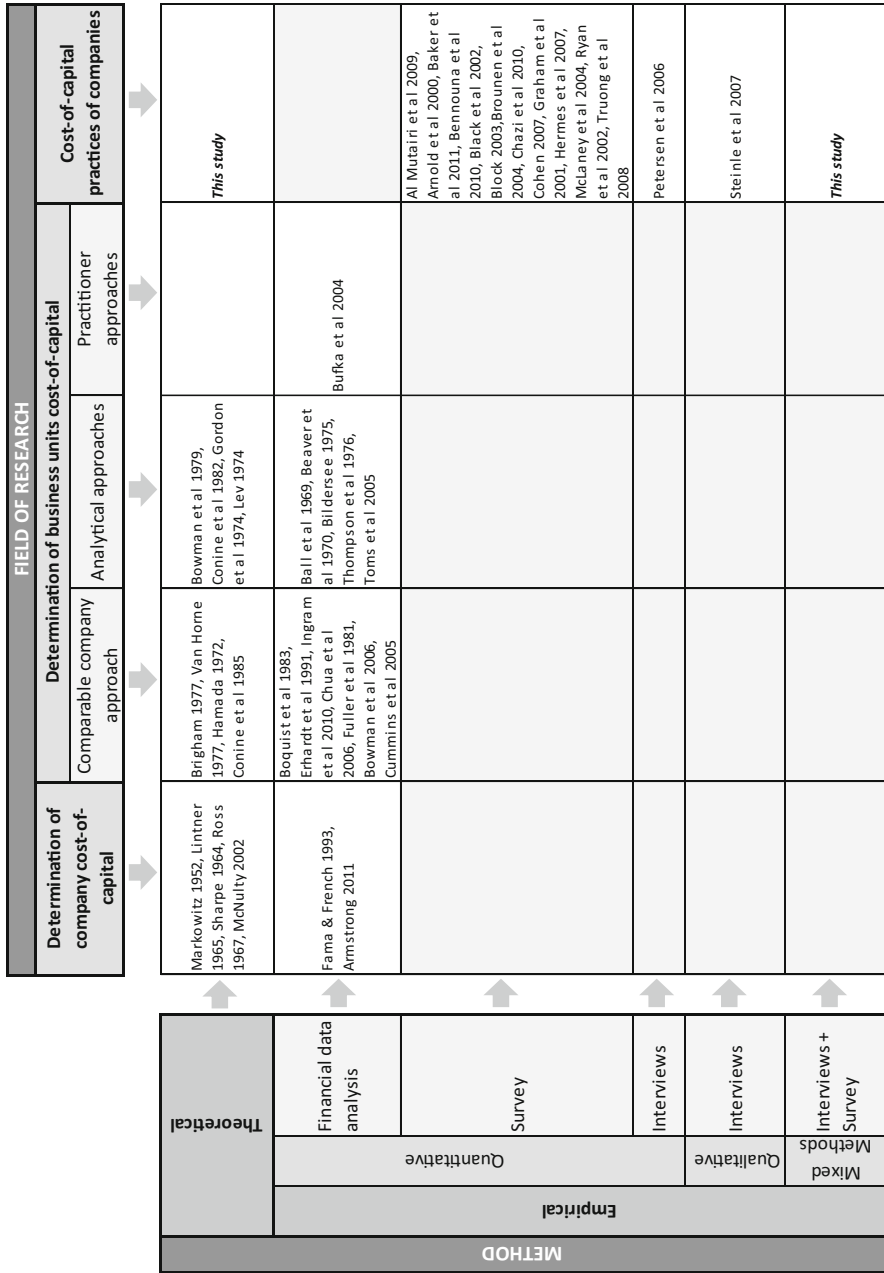 FIELD OF RESEARCH
Determination of
company cost-of-
capital
Determination of business units cost-of-capital
Comparable company
approach
Analytical approaches
Practitioner
approaches
Cost-of-capital
practices of companies
METHOD
Theoretical
Markowitz 1952, Lintner
1965, Sharpe 1964, Ross
1967, McNulty 2002
Brigham 1977, Van Horne
1977, Hamada 1972,
Conine et al 1985
Bowman et al 1979,
Conine et al 1982, Gordon
et al 1974, Lev 1974
This study
Empirical
Quantitative
Financial data
analysis
Fama & French 1993,
Armstrong 2011
Boquist et al 1983,
Erhardt et al 1991, Ingram
et al 2010, Chua et al
2006, Fuller et al 1981,
Bowman et al 2006,
Cummins et al 2005
Ball et al 1969, Beaver et
al 1970, Bildersee 1975,
Thompson et al 1976,
Toms et al 2005
Bufka et al 2004
Survey
Al Mutairi et al 2009,
Arnold et al 2000, Baker et
al 2011, Bennouna et al
2010, Black et al 2002,
Block 2003,Brounen et al
2004, Chazi et al 2010,
Cohen 2007, Graham et al
2001, Hermes et al 2007,
McLaney et al 2004, Ryan
et al 2002, Truong et al
2008
Interviews
Petersen et al 2006
Qualitative
Interviews
Steinle et al 2007
Mixed
Methods
Interviews +
Survey
This study